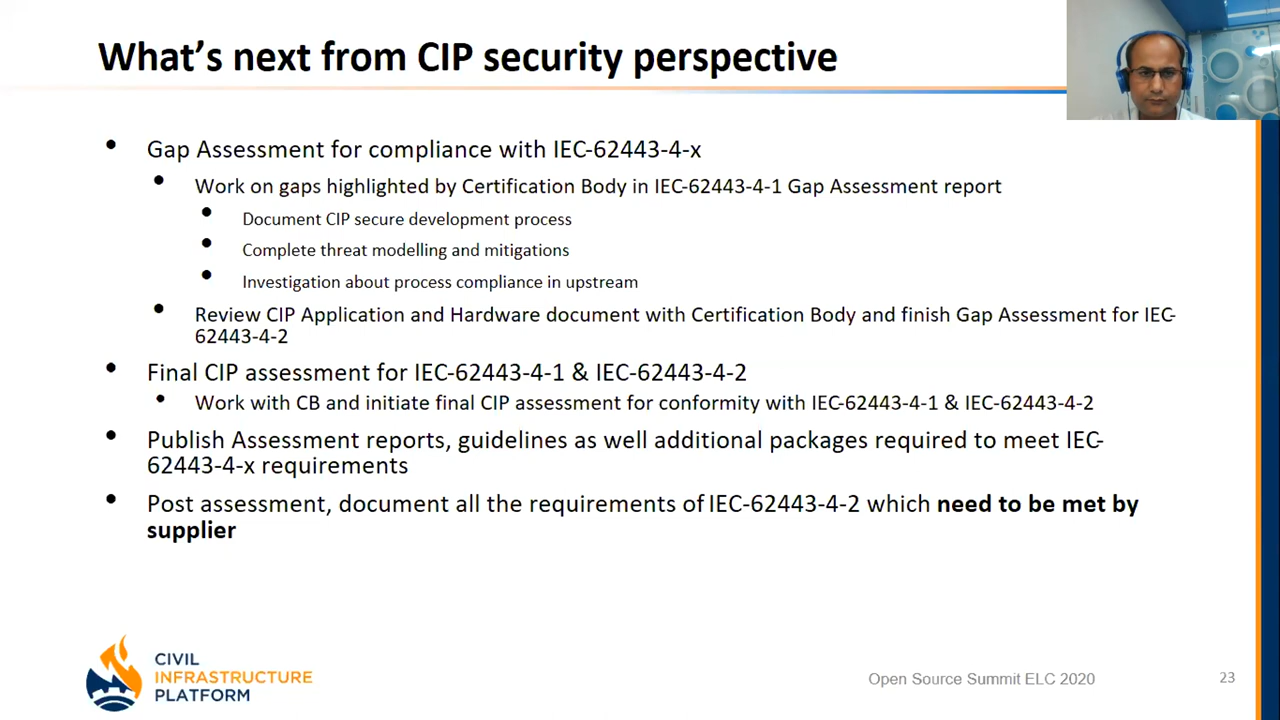 What's next from CIP security perspective
• Gap Assessment for compliance with IEC-62443-4-x
• Work on gaps highlighted by Certification Body in IEC-62443-4-1 Gap Assessment report
• Document CIP secure development process
• Complete threat modelling and mitigations
• Investigation about process compliance in upstream
• Review CIP Application and Hardware document with Certification Body and finish Gap Assessment for IEC-
62443-4-2
• Final CIP assessment for IEC-62443-4-1 & IEC-62443-4-2
• Work with CB and initiate final CIP assessment for conformity with IEC-62443-4-1 & IEC-62443-4-2
• Publish Assessment reports, guidelines as well additional packages required to meet IEC-
62443-4-x requirements
• Post assessment, document all the requirements of IEC-62443-4-2 which need to be met by
supplier
CIVIL
INFRASTRUCTURE
PLATFORM
Open Source Summit ELC 2020
23